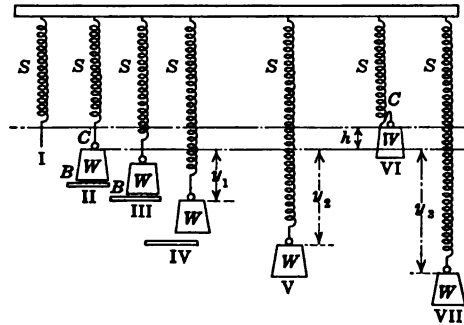 S S S S S S S
C
h
I C W
B W B W y₁ y₂ VI y₃
II III
W
IV W
V W
VII